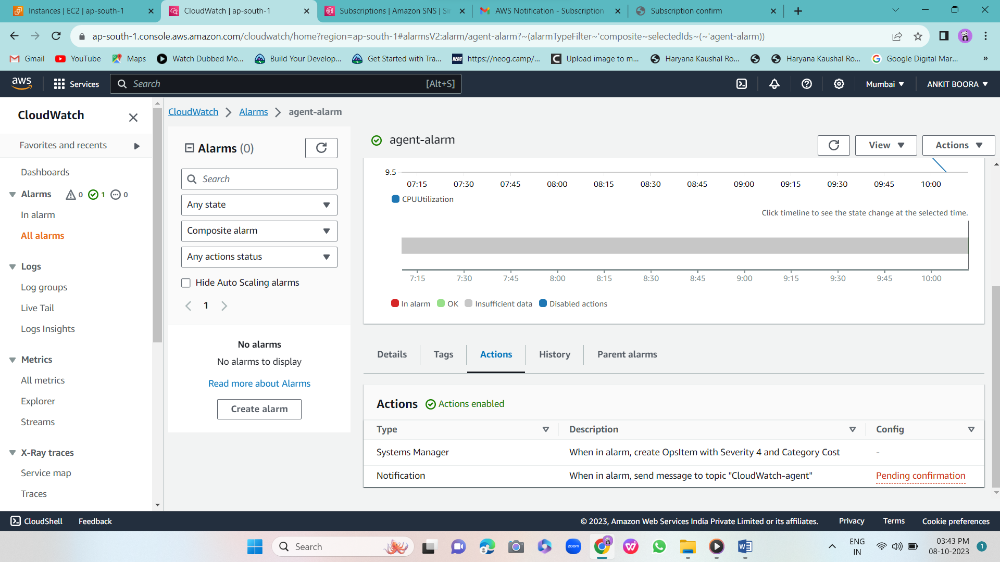 Instances | EC2 | ap-south-1
CloudWatch | ap-south-1
Subscriptions | Amazon SNS | Si
AWS Notification - Subscription
Subscription confirm
ap-south-1.console.aws.amazon.com/cloudwatch/home?region=ap-south-1#alarmsV2:alarm/agent-alarm?~(alarmTypeFilter~'composite~selectedIds~(~'agent-alarm))
Gmail
YouTube
Maps
Watch Dubbed Mo...
Build Your Develop...
Get Started with Tra...
NEOG
https://neog.camp/...
Upload image to m...
Haryana Kaushal Ro...
Haryana Kaushal Ro...
Google Digital Mar...
»
aws
Services
Search
[Alt+S]
Mumbai
ANKIT BOORA
CloudWatch
Favorites and recents
Dashboards
Alarms
0
1
0
In alarm
All alarms
Logs
Log groups
Live Tail
Logs Insights
Metrics
All metrics
Explorer
Streams
X-Ray traces
Service map
Traces
CloudWatch
Alarms
agent-alarm
Alarms (0)
Search
Any state
Composite alarm
Any actions status
Hide Auto Scaling alarms
1
No alarms
No alarms to display
Read more about Alarms
Create alarm
agent-alarm
View
Actions
9.5
07:15 07:30 07:45 08:00 08:15 08:30 08:45 09:00 09:15 09:30 09:45 10:00
CPUUtilization
Click timeline to see the state change at the selected time.
7:15 7:30 7:45 8:00 8:15 8:30 8:45 9:00 9:15 9:30 9:45 10:00
In alarm OK Insufficient data Disabled actions
Details Tags Actions History Parent alarms
Actions Actions enabled
Type Description Config
Systems Manager When in alarm, create OpsItem with Severity 4 and Category Cost -
Notification When in alarm, send message to topic "CloudWatch-agent" Pending confirmation
CloudShell Feedback © 2023, Amazon Web Services India Private Limited or its affiliates. Privacy Terms Cookie preferences
Search
zoom
ENG
IN
03:43 PM
08-10-2023
1